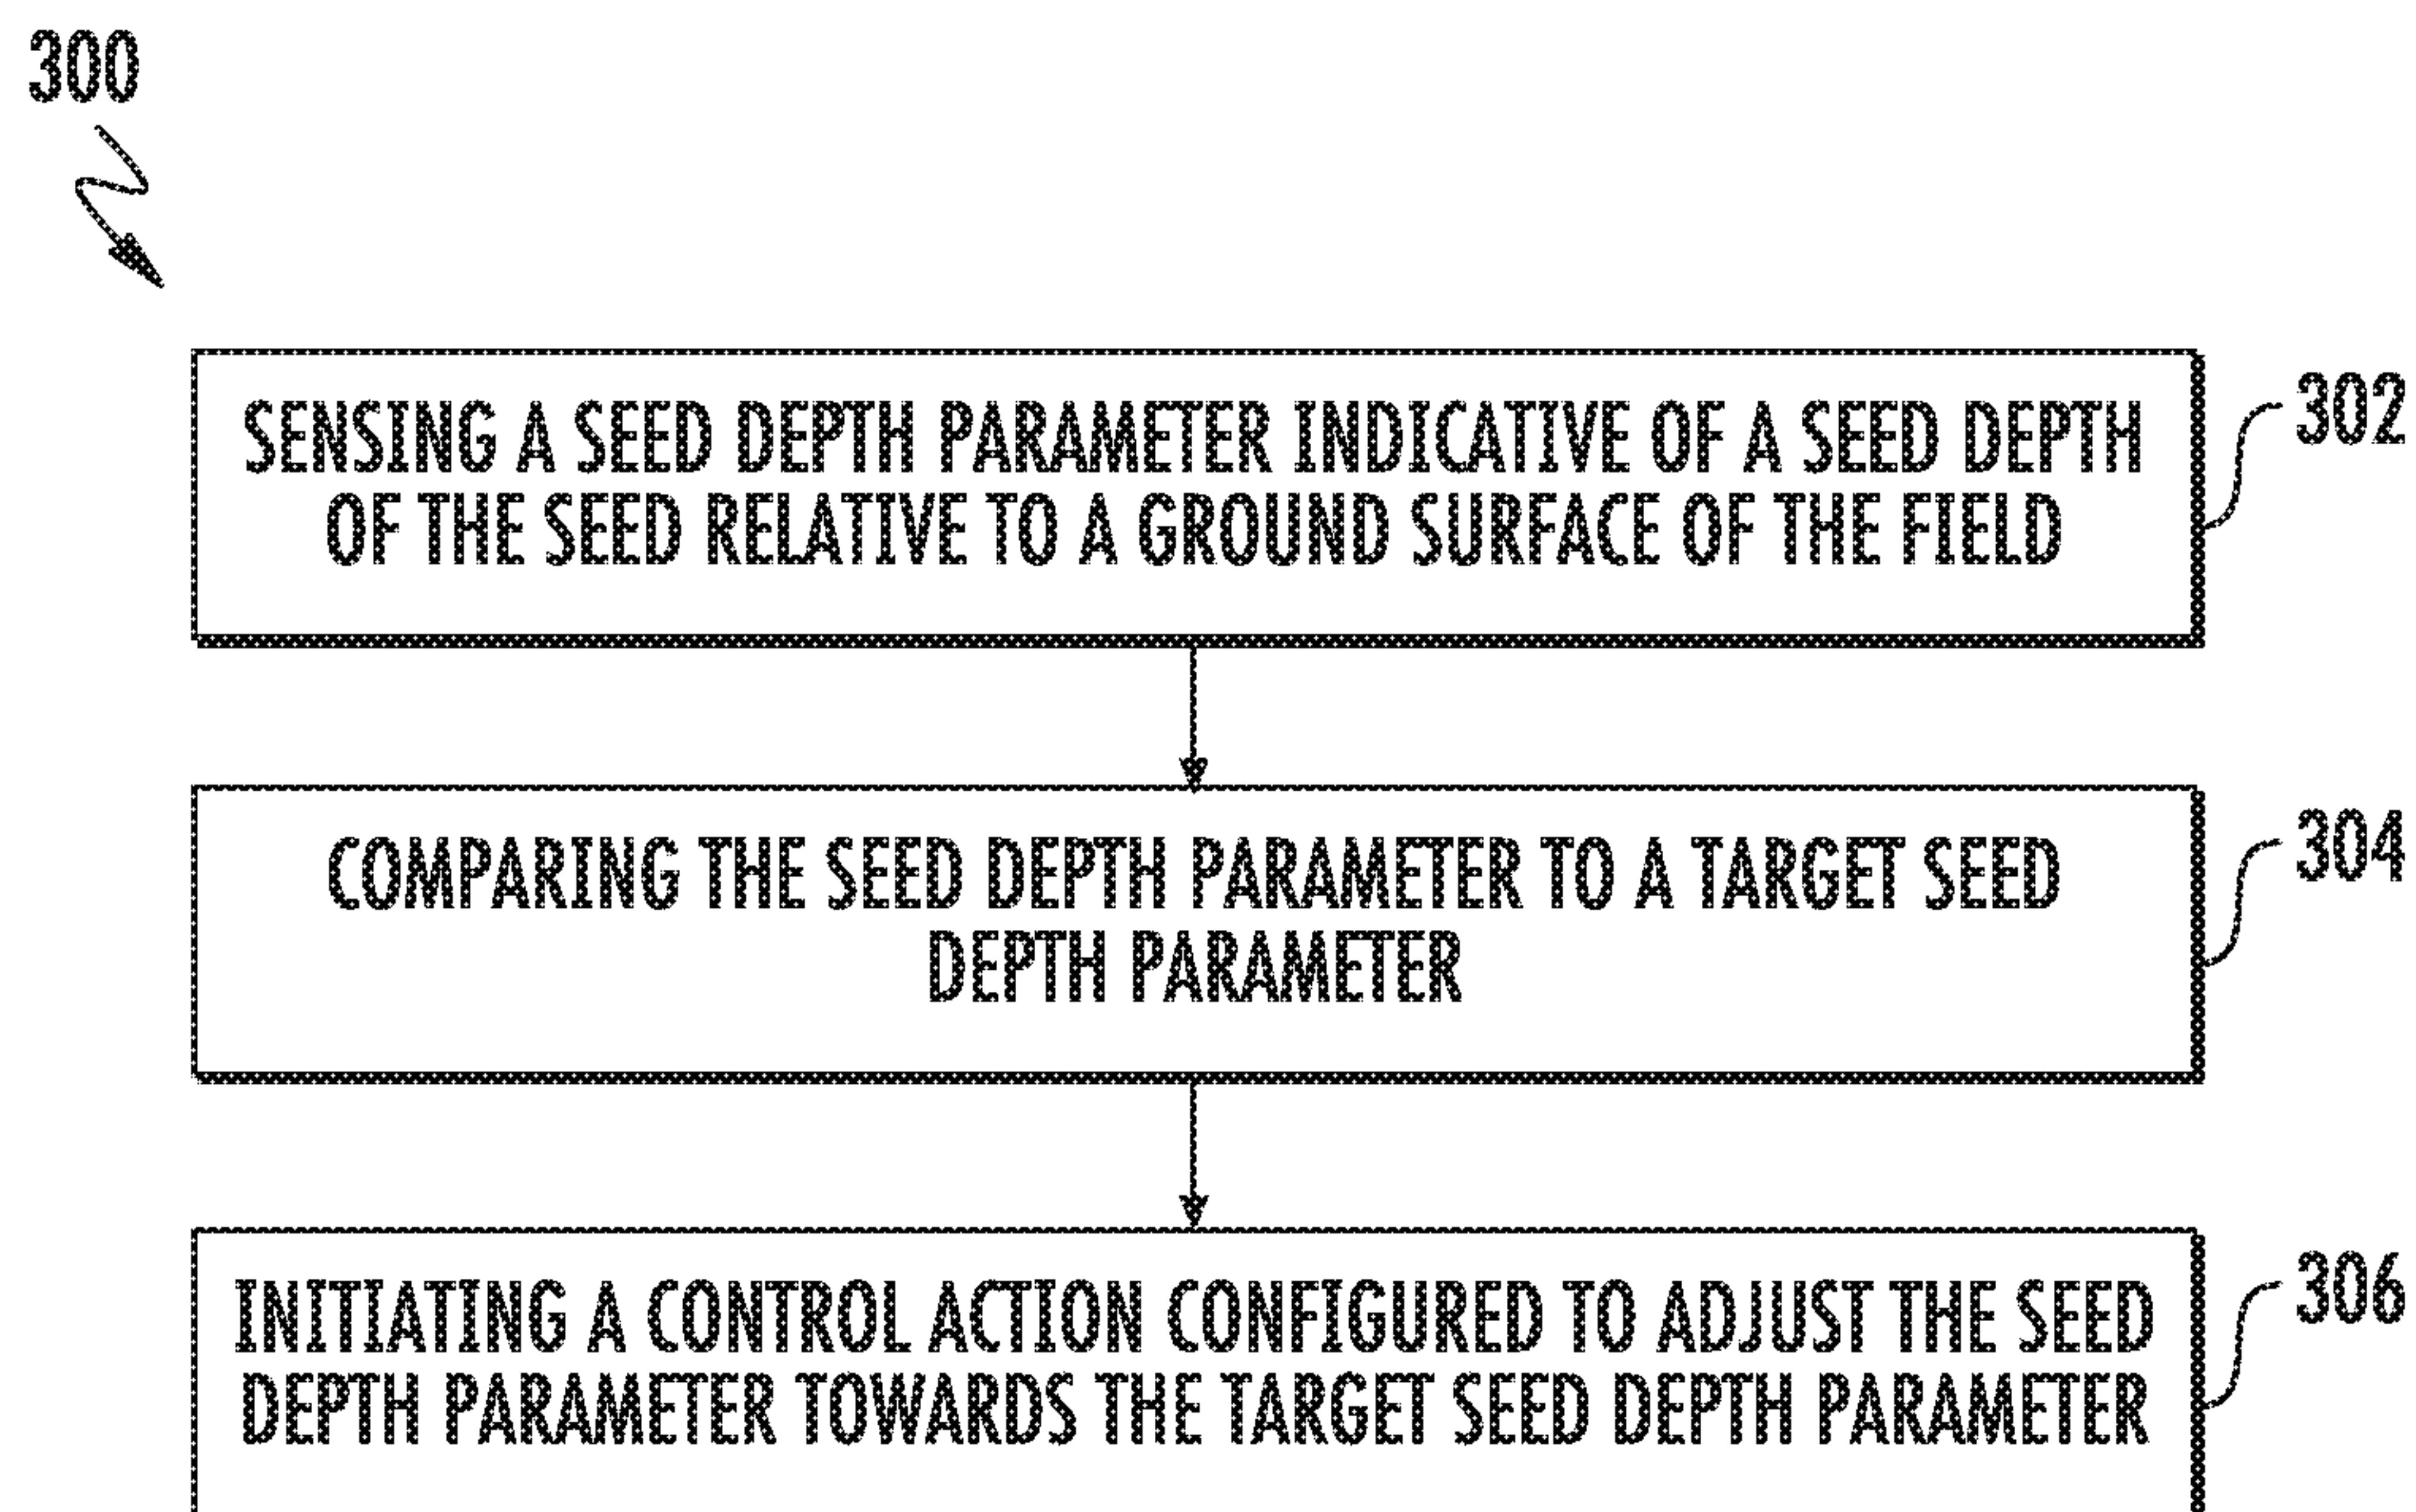 300
SENSING A SEED DEPTH PARAMETER INDICATIVE OF A SEED DEPTH
OF THE SEED RELATIVE TO A GROUND SURFACE OF THE FIELD
302
COMPARING THE SEED DEPTH PARAMETER TO A TARGET SEED
DEPTH PARAMETER
304
INITIATING A CONTROL ACTION CONFIGURED TO ADJUST THE SEED
DEPTH PARAMETER TOWARDS THE TARGET SEED DEPTH PARAMETER
306